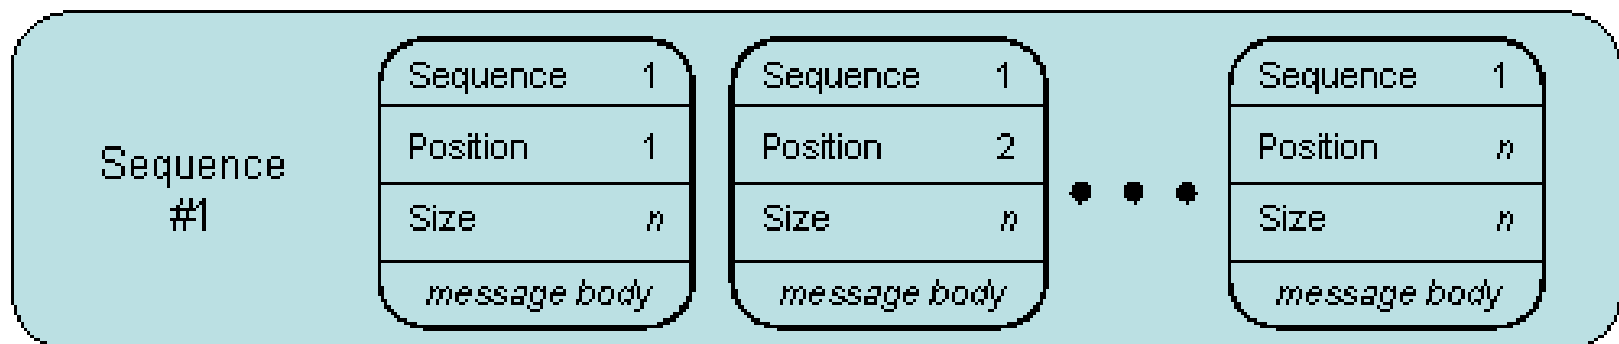 Sequence
#1
Sequence 1
Position 1
Size n
message body
Sequence 1
Position 2
Size n
message body
Sequence 1
Position n
Size n
message body